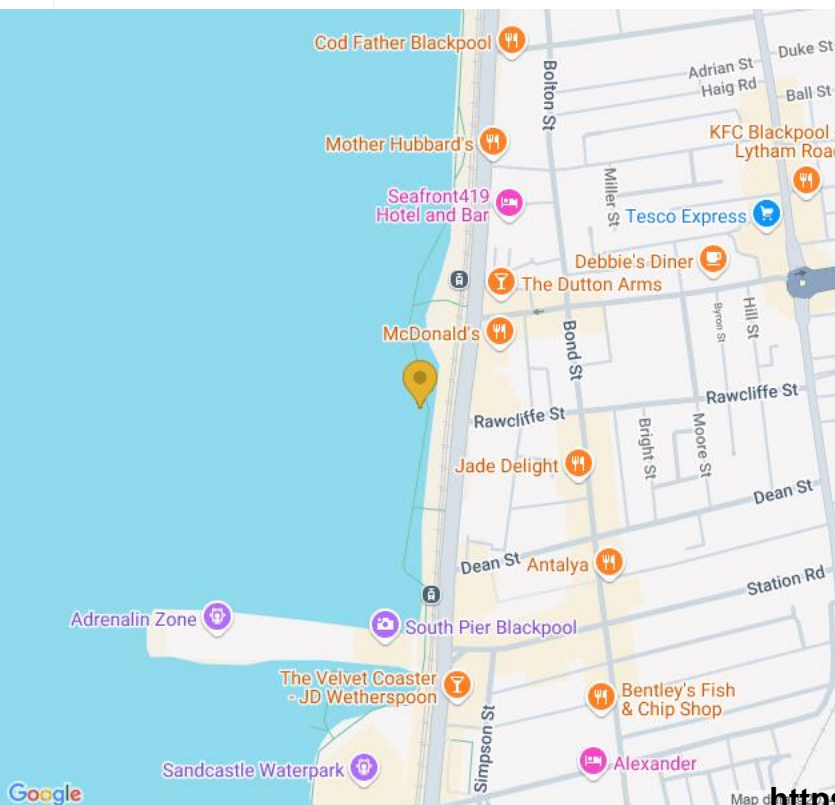 Cod Father Blackpool
Bolton St
Adrian St
Duke St
Haig Rd
Ball St
Mother Hubbard's
KFC Blackpool
Lytham Roa
Miller St
Seafront419
Hotel and Bar
Tesco Express
Debbie's Diner
The Dutton Arms
McDonald's
Bond St
Byron St
Hill St
Rawcliffe St
Rawcliffe St
Jade Delight
Bright St
Moore St
Dean St
Dean St
Antalya
Station Rd
Adrenalin Zone
South Pier Blackpool
The Velvet Coaster
- JD Wetherspoon
Bentley's Fish
& Chip Shop
Simpson St
Sandcastle Waterpark
Alexander
Google
Map
https